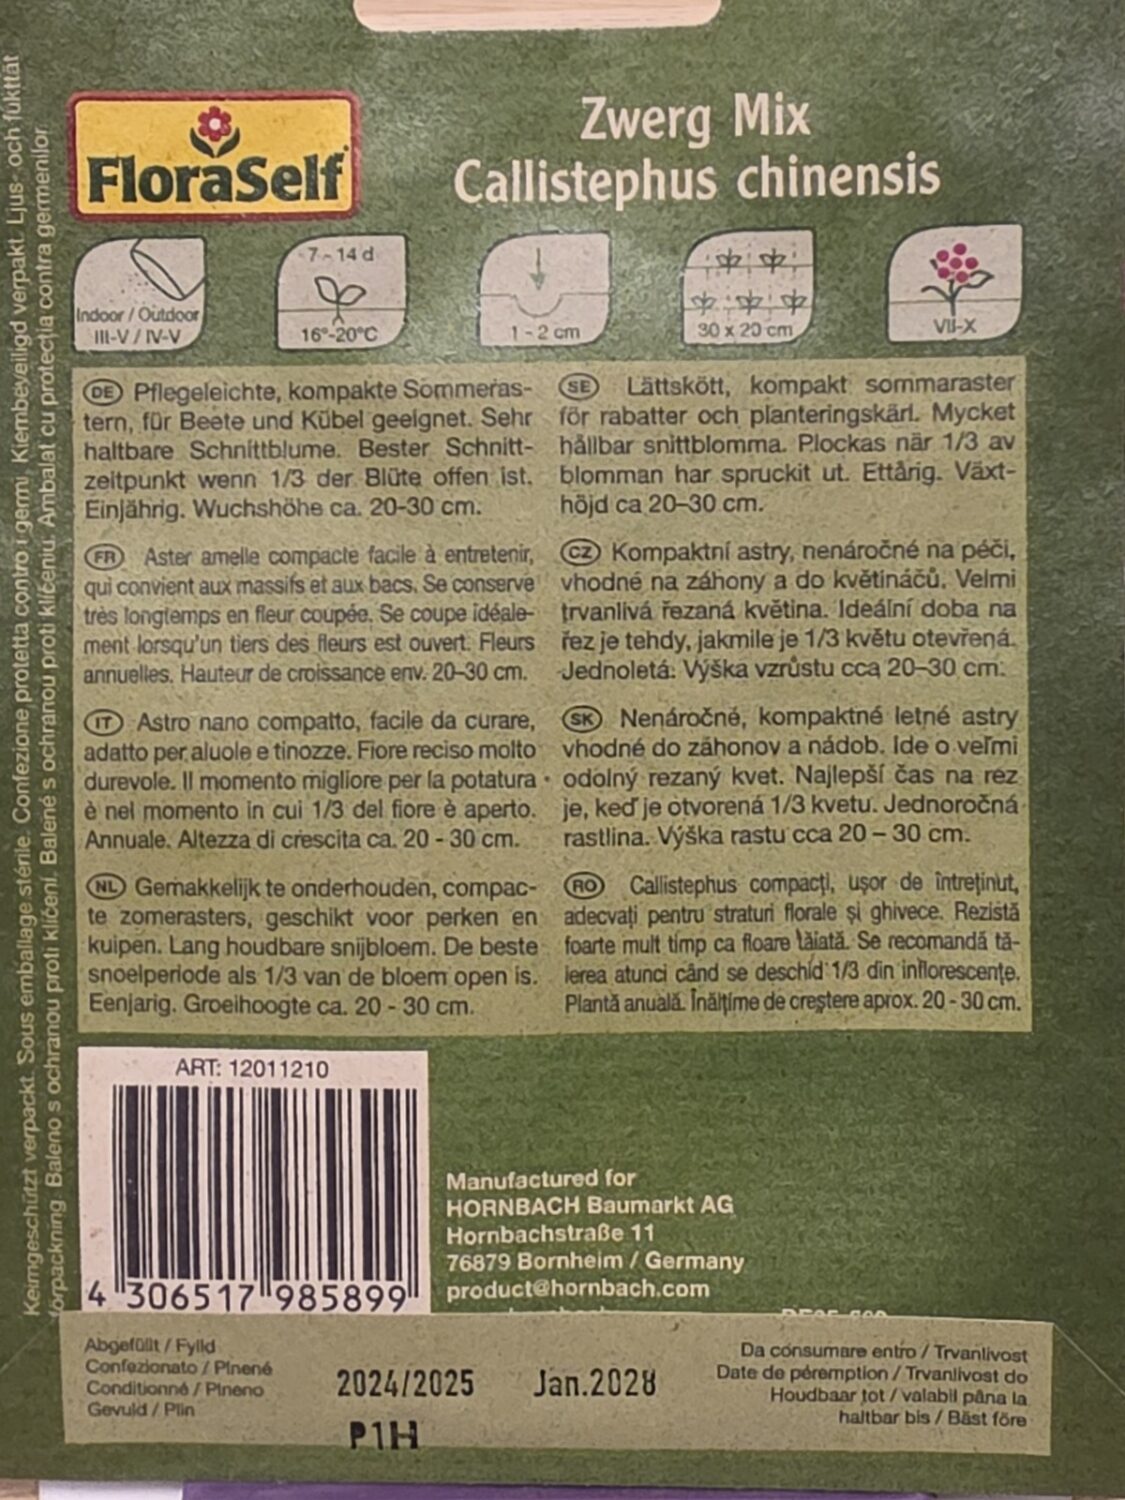 FloraSelf
Zwerg Mix
Callistephus chinensis
Indoor / Outdoor
III-V / IV-V
7 - 14 d
16°-20°C
1 - 2 cm
30 x 20 cm
VII-X
DE Pflegeleichte, kompakte Sommeras-
tern, für Beete und Kübel geeignet. Sehr
haltbare Schnittblume. Bester Schnitt-
zeitpunkt wenn 1/3 der Blüte offen ist.
Einjährig. Wuchshöhe ca. 20-30 cm.
FR Aster amelle compacte facile à entretenir,
qui convient aux massifs et aux bacs. Se conserve
très longtemps en fleur coupée. Se coupe idéale-
ment lorsqu'un tiers des fleurs est ouvert. Fleurs
annuelles. Hauteur de croissance env. 20–30 cm.
IT Astro nano compatto, facile da curare,
adatto per aluole e tinozze. Fiore reciso molto
durevole. Il momento migliore per la potatura
è nel momento in cui 1/3 del fiore è aperto.
Annuale. Altezza di crescita ca. 20 - 30 cm.
NL Gemakkelijk te onderhouden, compac-
te zomerasters, geschikt voor perken en
kuipen. Lang houdbare snijbloem. De beste
snoelperiode als 1/3 van de bloem open is.
Eenjarig. Groeihoogte ca. 20 - 30 cm.
SE Lättskött, kompakt sommaraster
för rabatter och planteringskärl. Mycket
hållbar snittblomma. Plockas när 1/3 av
blomman har spruckit ut. Ettårig. Växt-
höjd ca 20–30 cm.
CZ Kompaktní astry, nenáročné na péči,
vhodné na záhony a do květináčů. Velmi
trvanlivá řezaná květina. Ideální doba na
řez je tehdy, jakmile je 1/3 květu otevřená.
Jednoletá. Výška vzrůstu cca 20–30 cm.
SK Nenáročné, kompaktné letné astry
vhodné do záhonov a nádob. Ide o veľmi
odolný rezaný kvet. Najlepší čas na rez
je, keď je otvorená 1/3 kvetu. Jednoročná
rastlina. Výška rastu cca 20 – 30 cm.
RO Callistephus compacți, ușor de întreținut,
adecvați pentru straturi florale și ghivece. Rezistă
foarte mult timp ca floare tăiată. Se recomandă tă-
ierea atunci când se deschid 1/3 din inflorescențe.
Plantă anuală. Înălțime de creștere aprox. 20 - 30 cm.
Keimgeschützt verpackt. Sous emballage stérile. Confezione protetta contro i germi. Kiembeveiligd verpakt. Ljus- och fukttät
förpackning. Baleno s ochranou proti klíčení. Balené s ochranou proti klíčeniu. Ambalat cu protecția contra germenilor.
ART: 12011210
4 306517 985899
Manufactured for
HORNBACH Baumarkt AG
Hornbachstraße 11
76879 Bornheim / Germany
product@hornbach.com
Abgefüllt / Fylld
Confezionato / Plnené
Conditionné / Plneno
Gevuld / Plin
2024/2025
P1H
Jan.2028
Da consumare entro / Trvanlivost
Date de péremption / Trvanlivost do
Houdbaar tot / valabil pâna la
haltbar bis / Bäst före